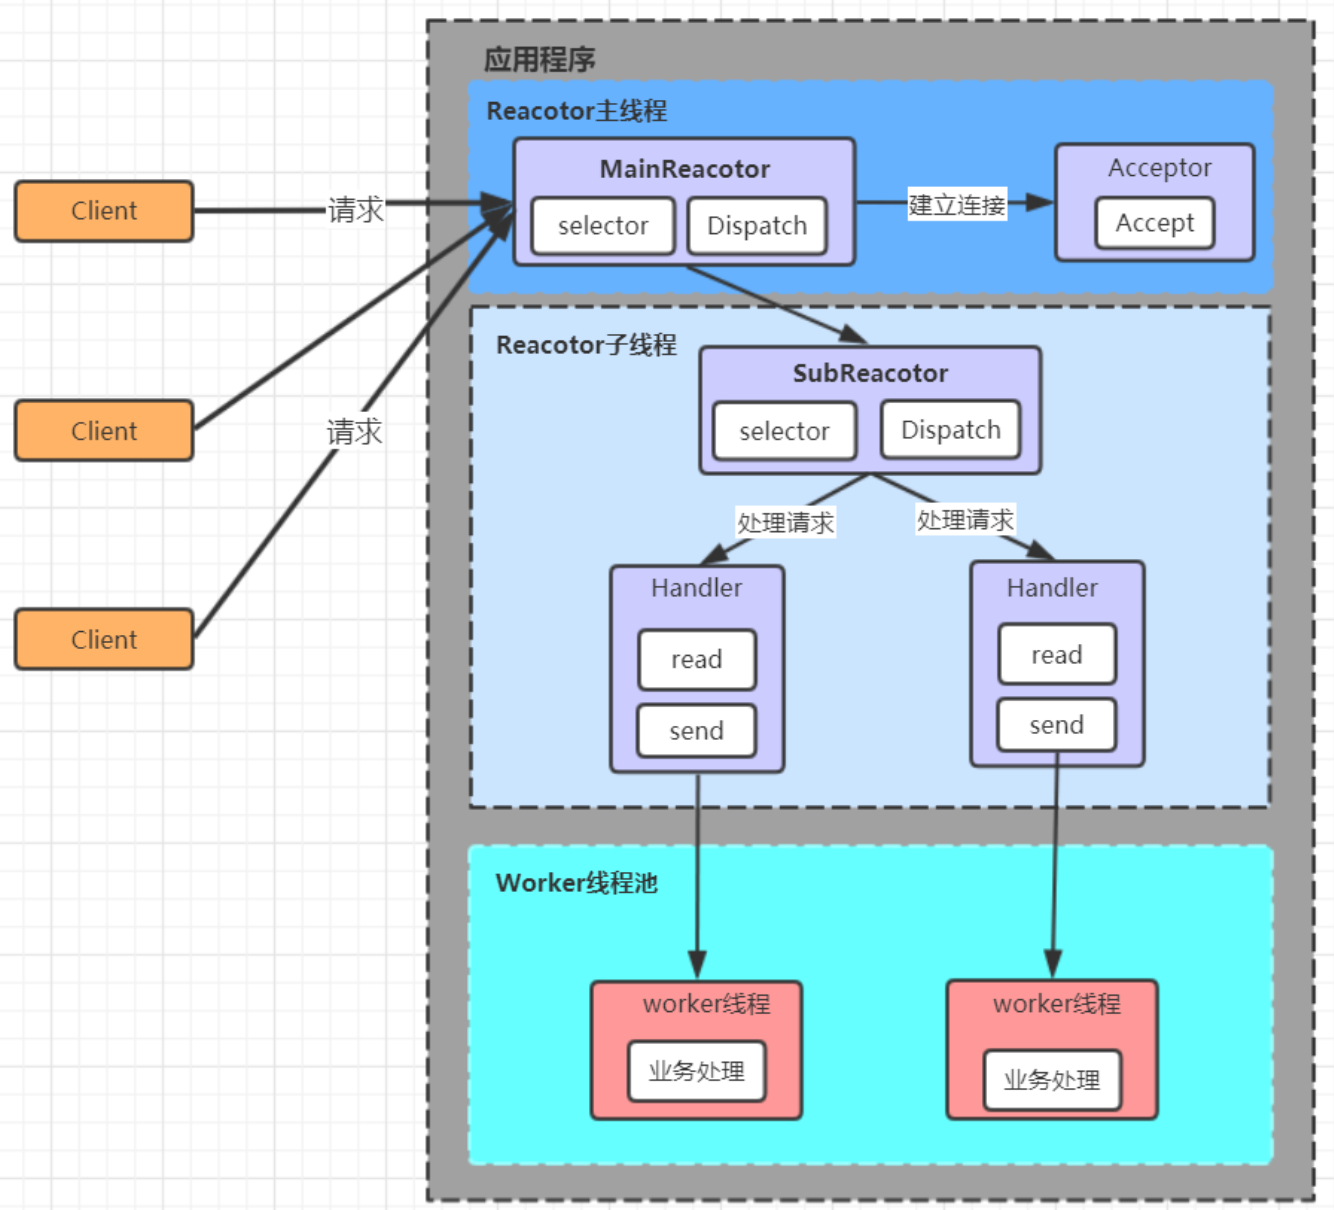 应用程序
Reacotor主线程
MainReacotor
selector
Dispatch
建立连接
Acceptor
Accept
Client
请求
Client
请求
Client
Reacotor子线程
SubReacotor
selector
Dispatch
处理请求
处理请求
Handler
read
send
Handler
read
send
Worker线程池
worker线程
业务处理
worker线程
业务处理